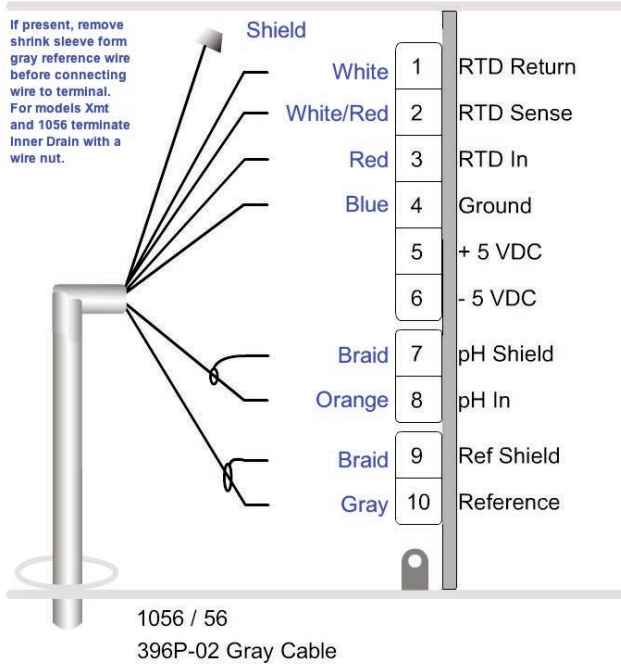 If present, remove
shrink sleeve form
gray reference wire
before connecting
wire to terminal.
For models Xmt
and 1056 terminate
Inner Drain with a
wire nut.
Shield
White 1 RTD Return
White/Red 2 RTD Sense
Red 3 RTD In
Blue 4 Ground
5 + 5 VDC
6 - 5 VDC
Braid 7 pH Shield
Orange 8 pH In
Braid 9 Ref Shield
Gray 10 Reference
1056 / 56
396P-02 Gray Cable